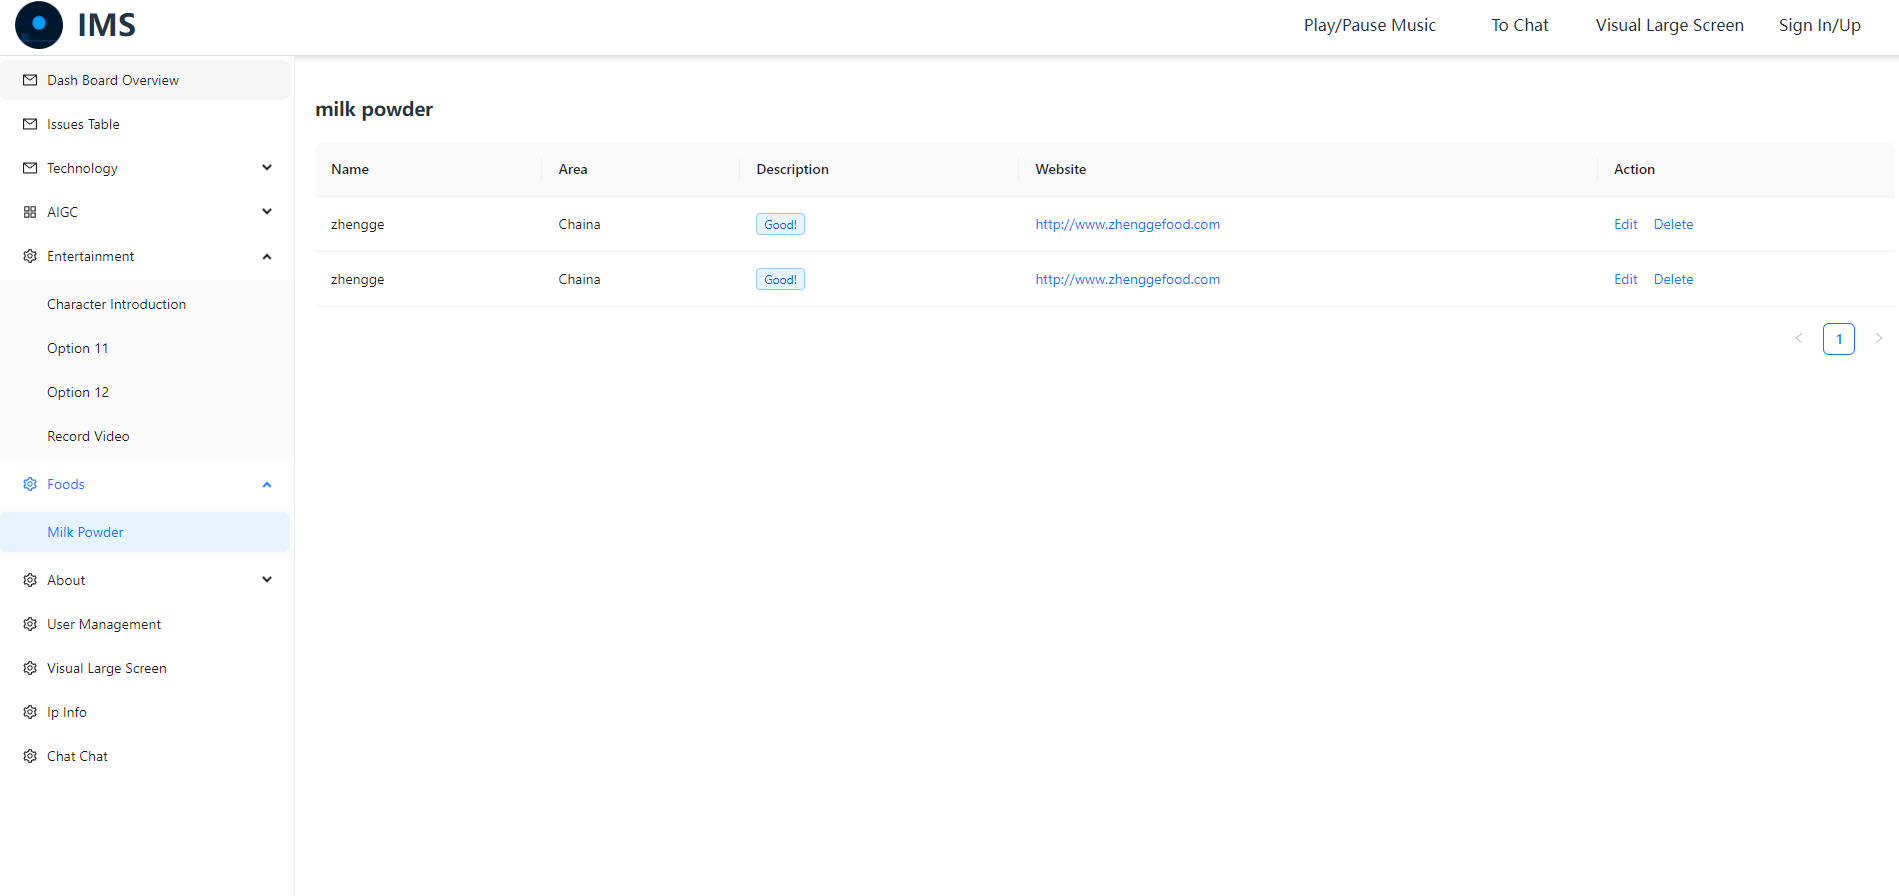 IMS
Play/Pause Music To Chat Visual Large Screen Sign In/Up
Dash Board Overview
Issues Table
Technology
AIGC
Entertainment
Character Introduction
Option 11
Option 12
Record Video
Foods
Milk Powder
About
User Management
Visual Large Screen
Ip Info
Chat Chat
milk powder
Name Area Description Website Action
zhengge Chaina Good! http://www.zhenggefood.com Edit Delete
zhengge Chaina Good! http://www.zhenggefood.com Edit Delete
1